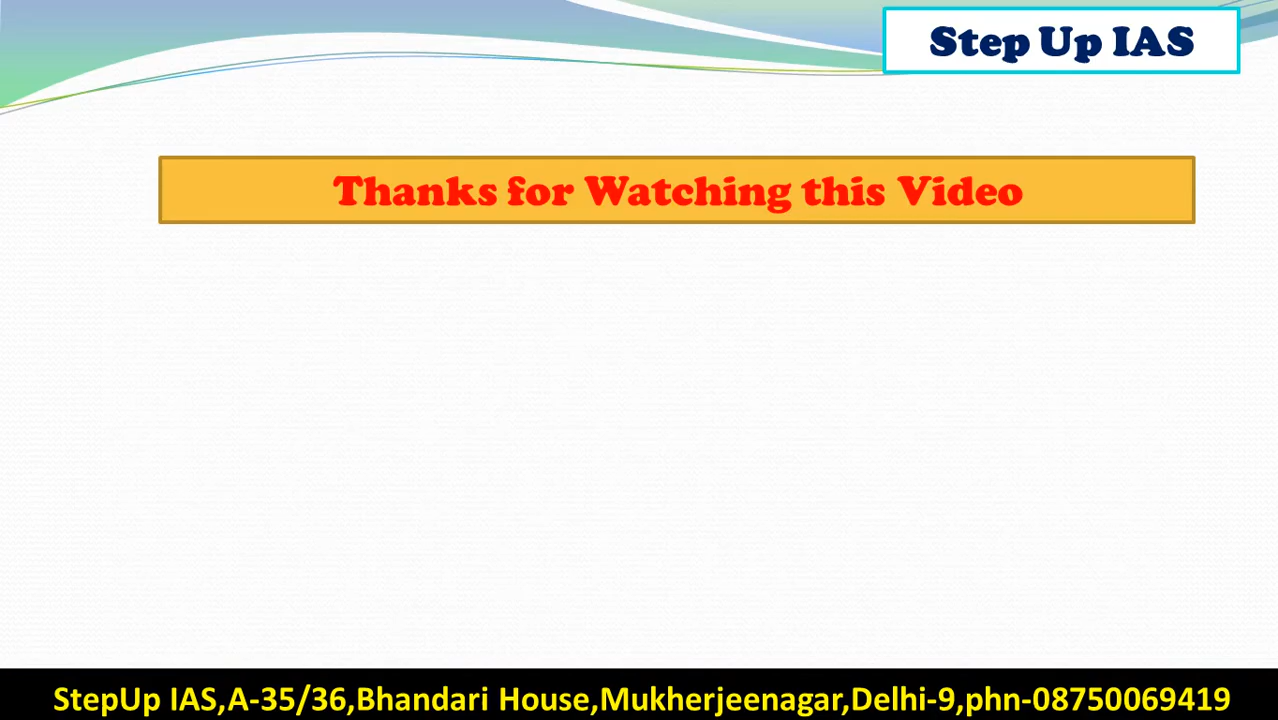 Step Up IAS
Thanks for Watching this Video
StepUp IAS,A-35/36,Bhandari House,Mukherjeenagar,Delhi-9,phn-08750069419